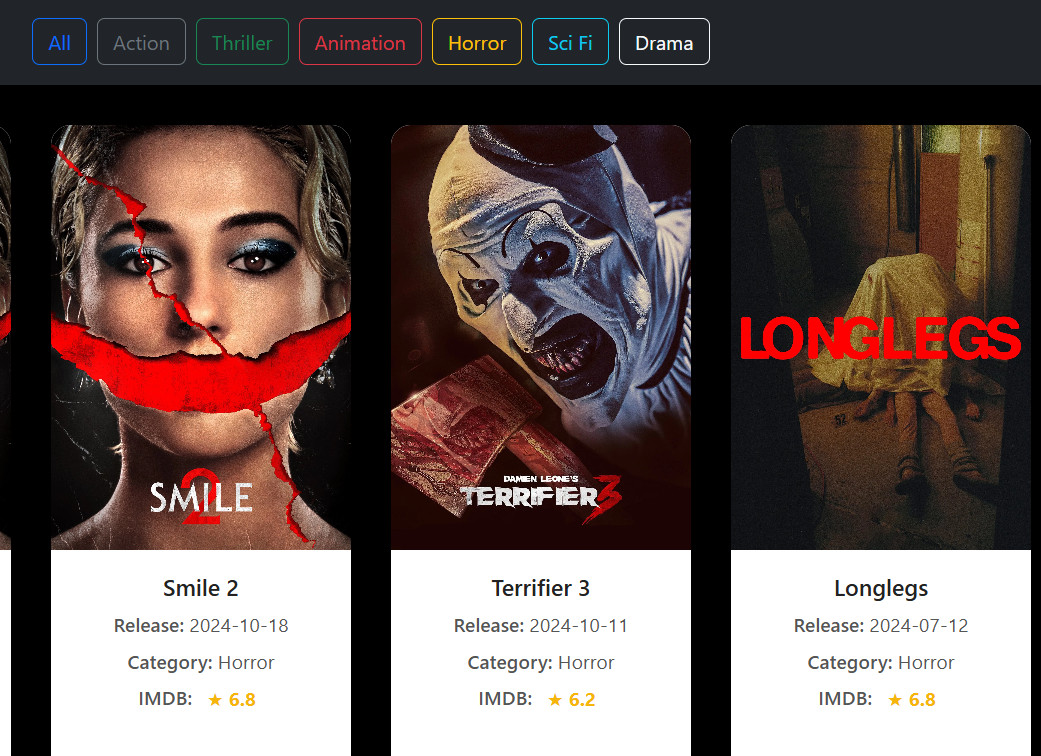 All Action Thriller Animation Horror Sci Fi Drama
SMILE
2
DAMIEN LEONE'S
TERRIFIER 3
LONGLEGS
52
Smile 2
Release: 2024-10-18
Category: Horror
IMDB: ★ 6.8
Terrifier 3
Release: 2024-10-11
Category: Horror
IMDB: ★ 6.2
Longlegs
Release: 2024-07-12
Category: Horror
IMDB: ★ 6.8